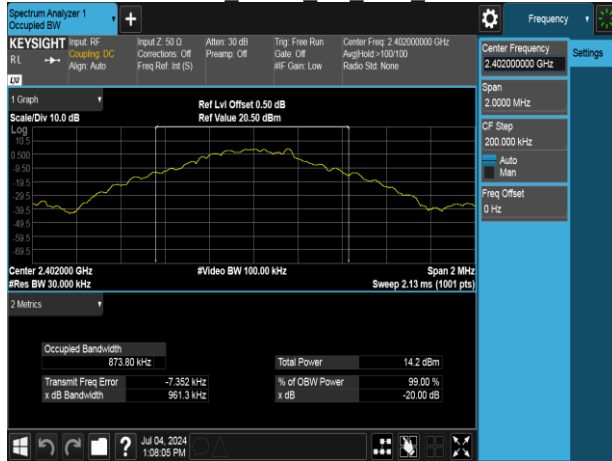 Spectrum Analyzer 1
Occupied BW
Frequency
KEYSIGHT
Input: RF
Coupling: DC
Align: Auto
RL
LXI
Input Z: 50 Ω
Corrections: Off
Freq Ref: Int (S)
Atten: 30 dB
Preamp: Off
Trig: Free Run
Gate: Off
#IF Gain: Low
Center Freq: 2.402000000 GHz
Avg|Hold:>100/100
Radio Std: None
Center Frequency
2.402000000 GHz
Settings
Span
2.0000 MHz
CF Step
200.000 kHz
Auto
Man
Freq Offset
0 Hz
1 Graph
Scale/Div 10.0 dB
Ref Lvl Offset 0.50 dB
Ref Value 20.50 dBm
Log
10.5
0.500
-9.50
-19.5
-29.5
-39.5
-49.5
-59.5
-69.5
Center 2.402000 GHz
#Res BW 30.000 kHz
#Video BW 100.00 kHz
Span 2 MHz
Sweep 2.13 ms (1001 pts)
2 Metrics
Occupied Bandwidth
873.80 kHz
Total Power 14.2 dBm
Transmit Freq Error -7.352 kHz
% of OBW Power 99.00 %
x dB Bandwidth 961.3 kHz
x dB -20.00 dB
Jul 04, 2024
1:08:05 PM